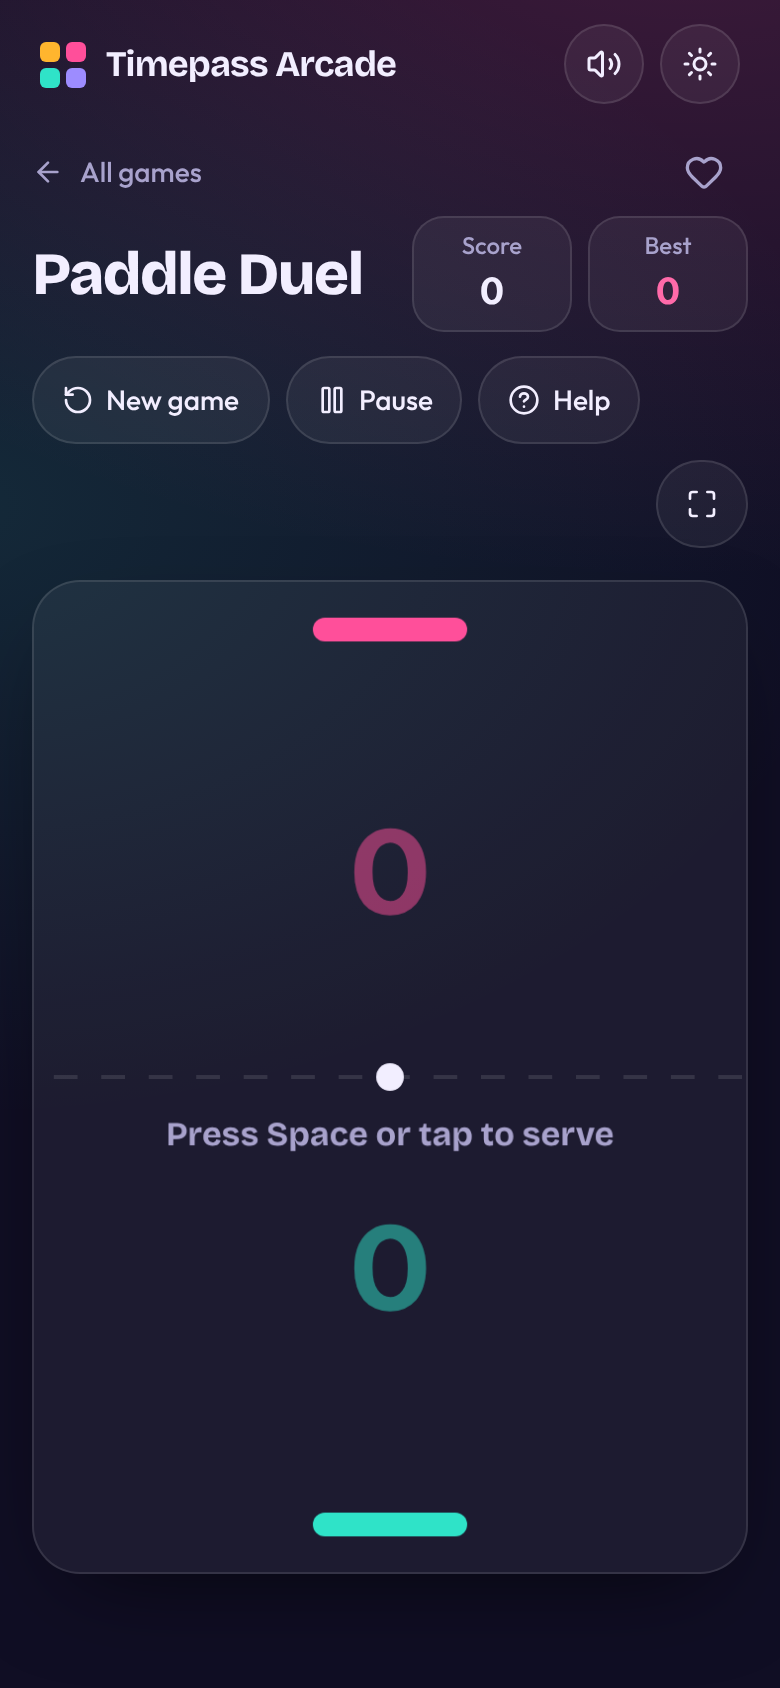 Timepass Arcade
All games
Paddle Duel
Score
0
Best
0
New game
Pause
Help
0
Press Space or tap to serve
0